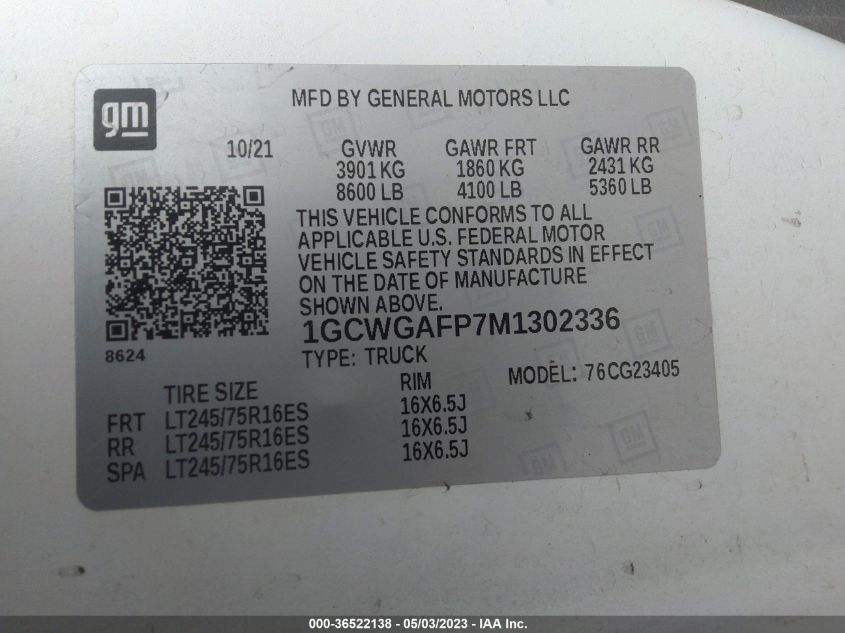 gm
MFD BY GENERAL MOTORS LLC
10/21 GVWR GAWR FRT GAWR RR
3901 KG 1860 KG 2431 KG
8600 LB 4100 LB 5360 LB
THIS VEHICLE CONFORMS TO ALL
APPLICABLE U.S. FEDERAL MOTOR
VEHICLE SAFETY STANDARDS IN EFFECT
ON THE DATE OF MANUFACTURE
SHOWN ABOVE.
1GCWGAFP7M1302336
8624
TYPE: TRUCK
MODEL: 76CG23405
TIRE SIZE RIM
FRT LT245/75R16ES 16X6.5J
RR LT245/75R16ES 16X6.5J
SPA LT245/75R16ES 16X6.5J
000-36522138 - 05/03/2023 - IAA Inc.